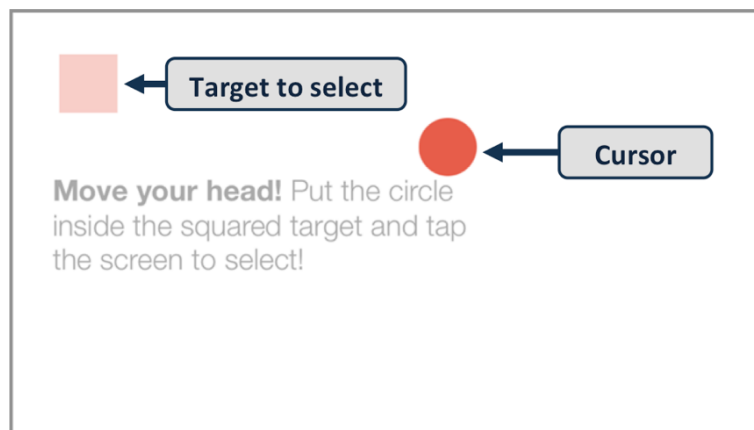 Target to select
Cursor
Move your head! Put the circle
inside the squared target and tap
the screen to select!